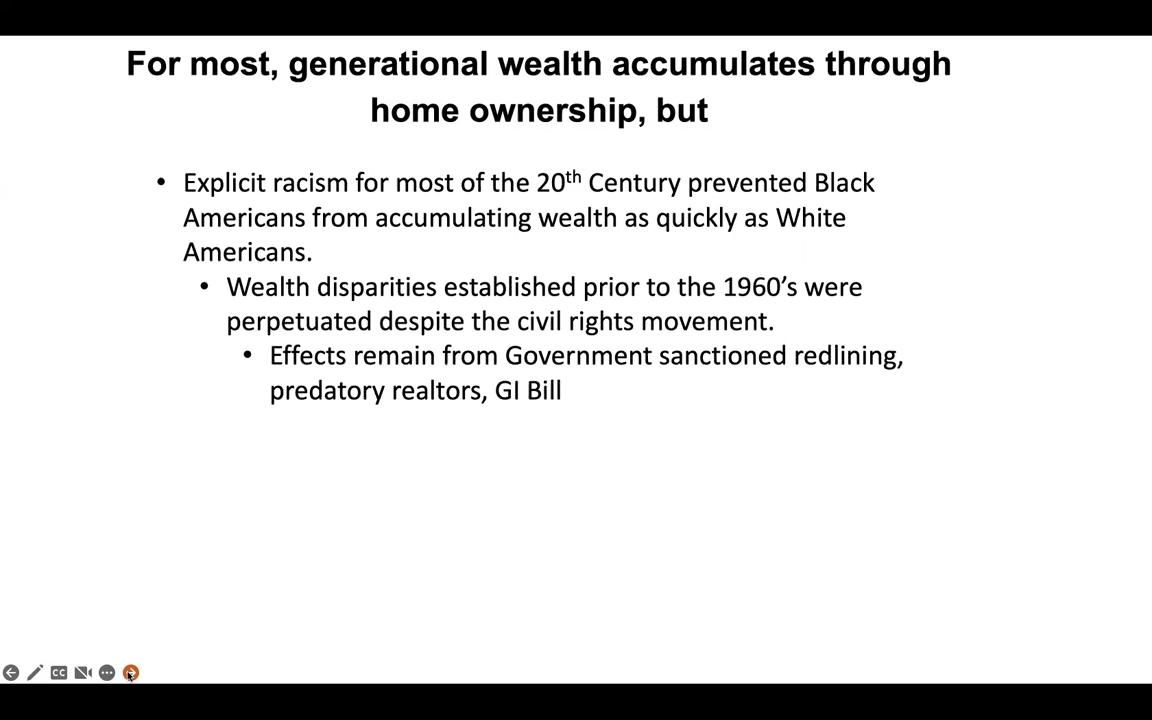 For most, generational wealth accumulates through
home ownership, but
• Explicit racism for most of the 20th Century prevented Black
Americans from accumulating wealth as quickly as White
Americans.
• Wealth disparities established prior to the 1960’s were
perpetuated despite the civil rights movement.
• Effects remain from Government sanctioned redlining,
predatory realtors, GI Bill
CC